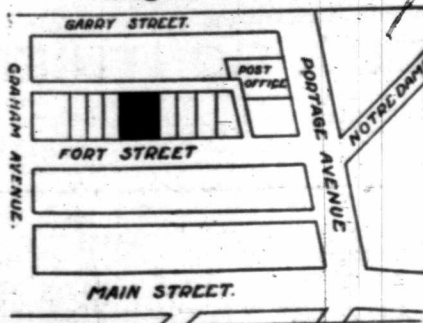 GARRY STREET.
POST
OFFICE
GRAHAM AVENUE.
PORTAGE AVENUE
NOTRE DAME
FORT STREET
MAIN STREET.